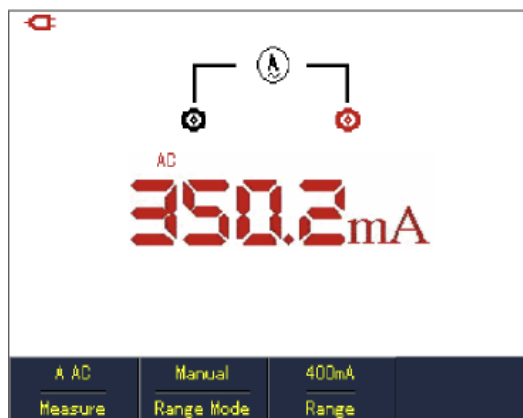 A
AC
350.2mA
A AC Manual 400mA
Measure Range Mode Range